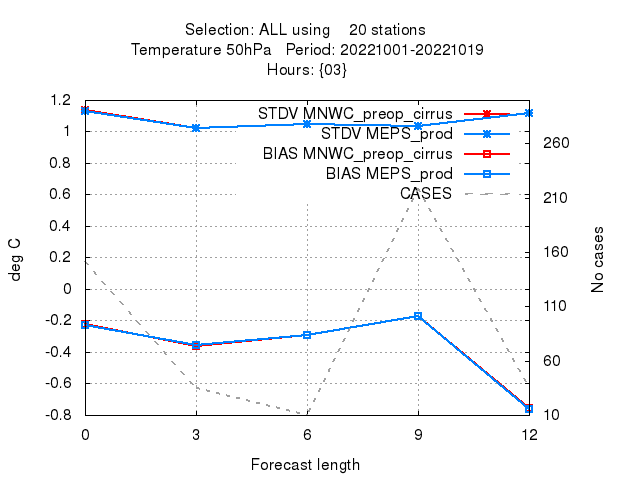 Selection: ALL using 20 stations
Temperature 50hPa Period: 20221001-20221019
Hours: {03}
STDV MNWC_preop_cirrus
STDV MEPS_prod
BIAS MNWC_preop_cirrus
BIAS MEPS_prod
CASES
1.2
1
0.8
0.6
0.4
0.2
0
-0.2
-0.4
-0.6
-0.8
deg C
260
210
160
110
60
10
No cases
0 3 6 9 12
Forecast length